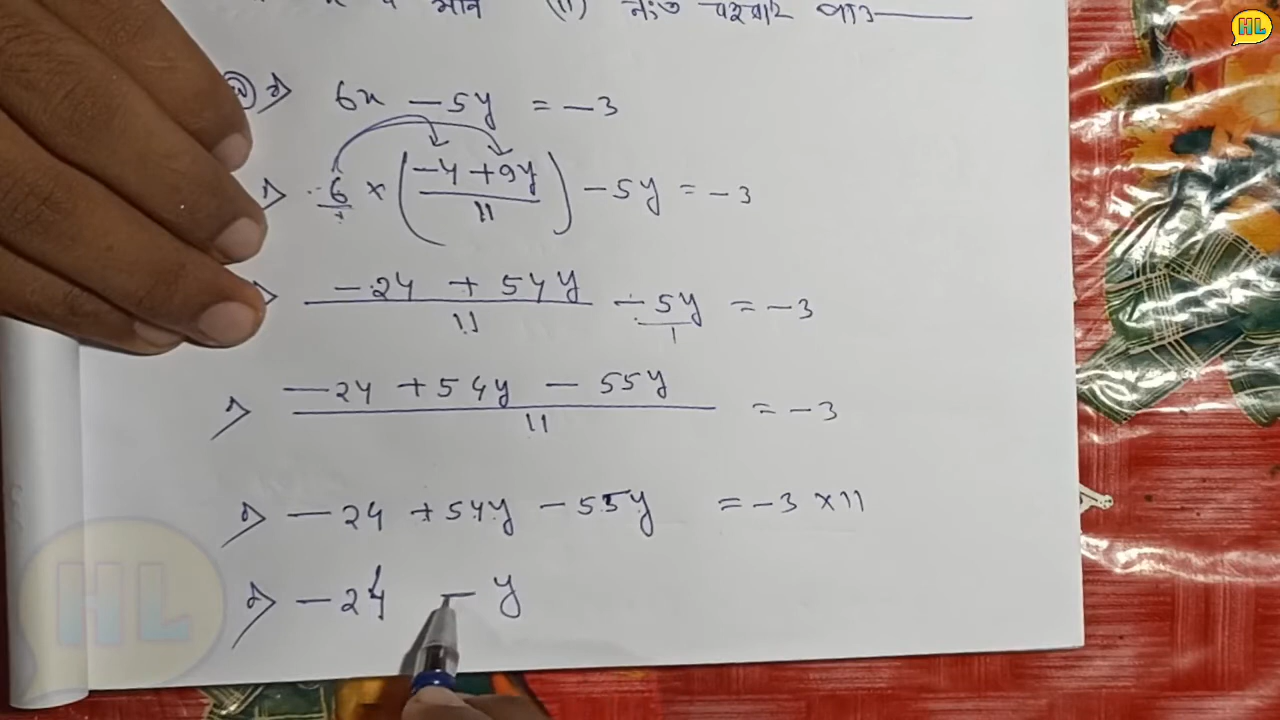 HL
मान (ii) नং
6x - 5y = -3
6 × (-4 + 9y / 11) - 5y = -3
-24 + 54y / 11 - 5y / 1 = -3
-24 + 54y - 55y / 11 = -3
-24 + 54y - 55y = -3 × 11
-24 - y
HL